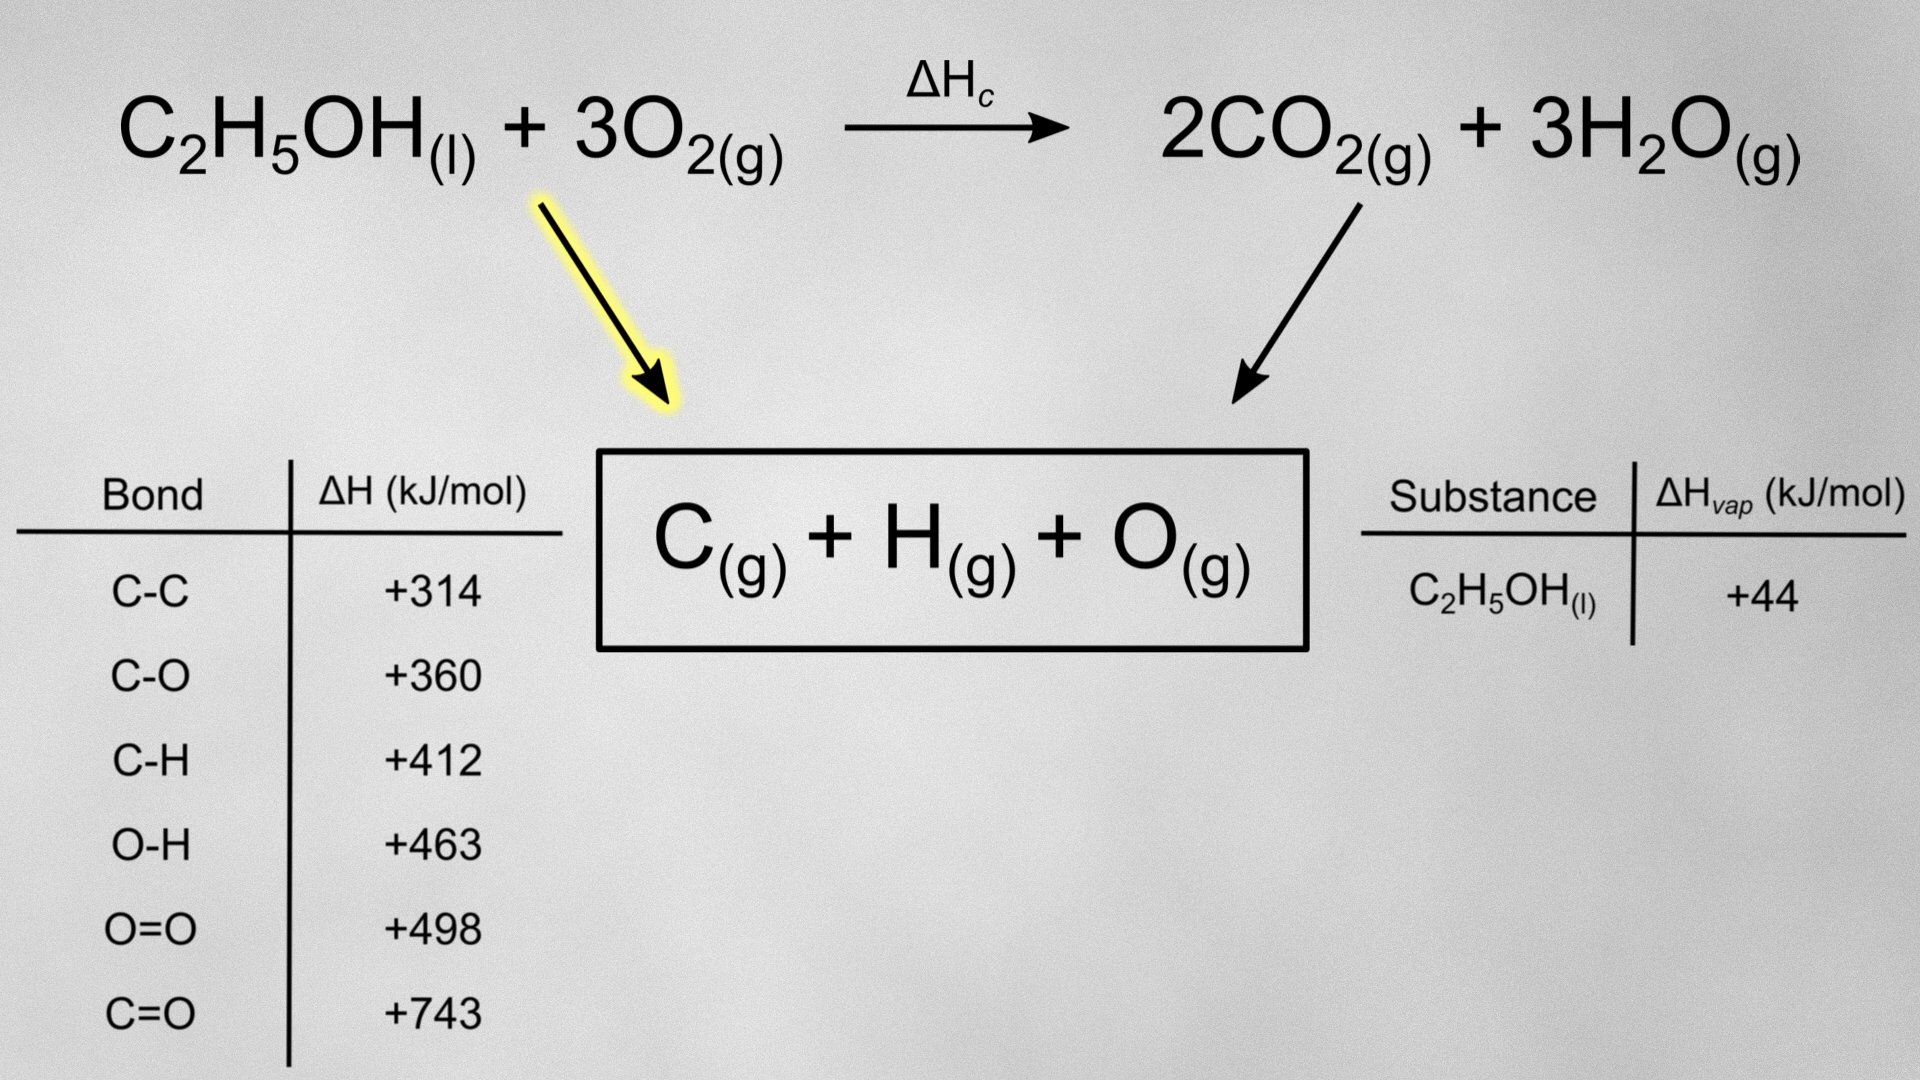 ΔHc
C₂H₅OH(l) + 3O₂(g) 2CO₂(g) + 3H₂O(g)
C(g) + H(g) + O(g)
Bond ΔH (kJ/mol)
C-C +314
C-O +360
C-H +412
O-H +463
O=O +498
C=O +743
Substance ΔHvap (kJ/mol)
C₂H₅OH(l) +44